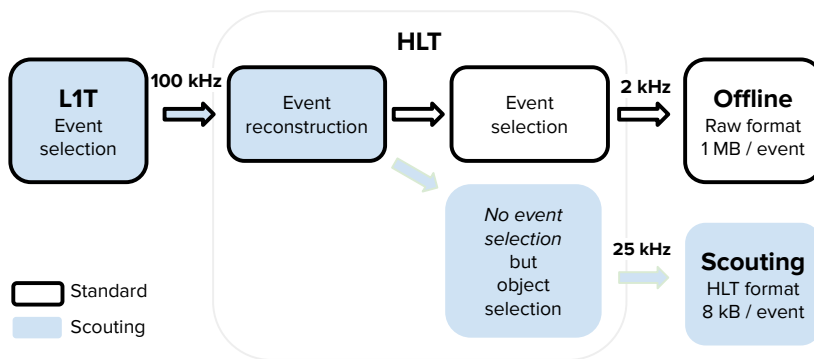 HLT
L1T
Event
selection
100 kHz
Event
reconstruction
Event
selection
2 kHz
Offline
Raw format
1 MB / event
No event
selection
but
object
selection
25 kHz
Scouting
HLT format
8 kB / event
Standard
Scouting